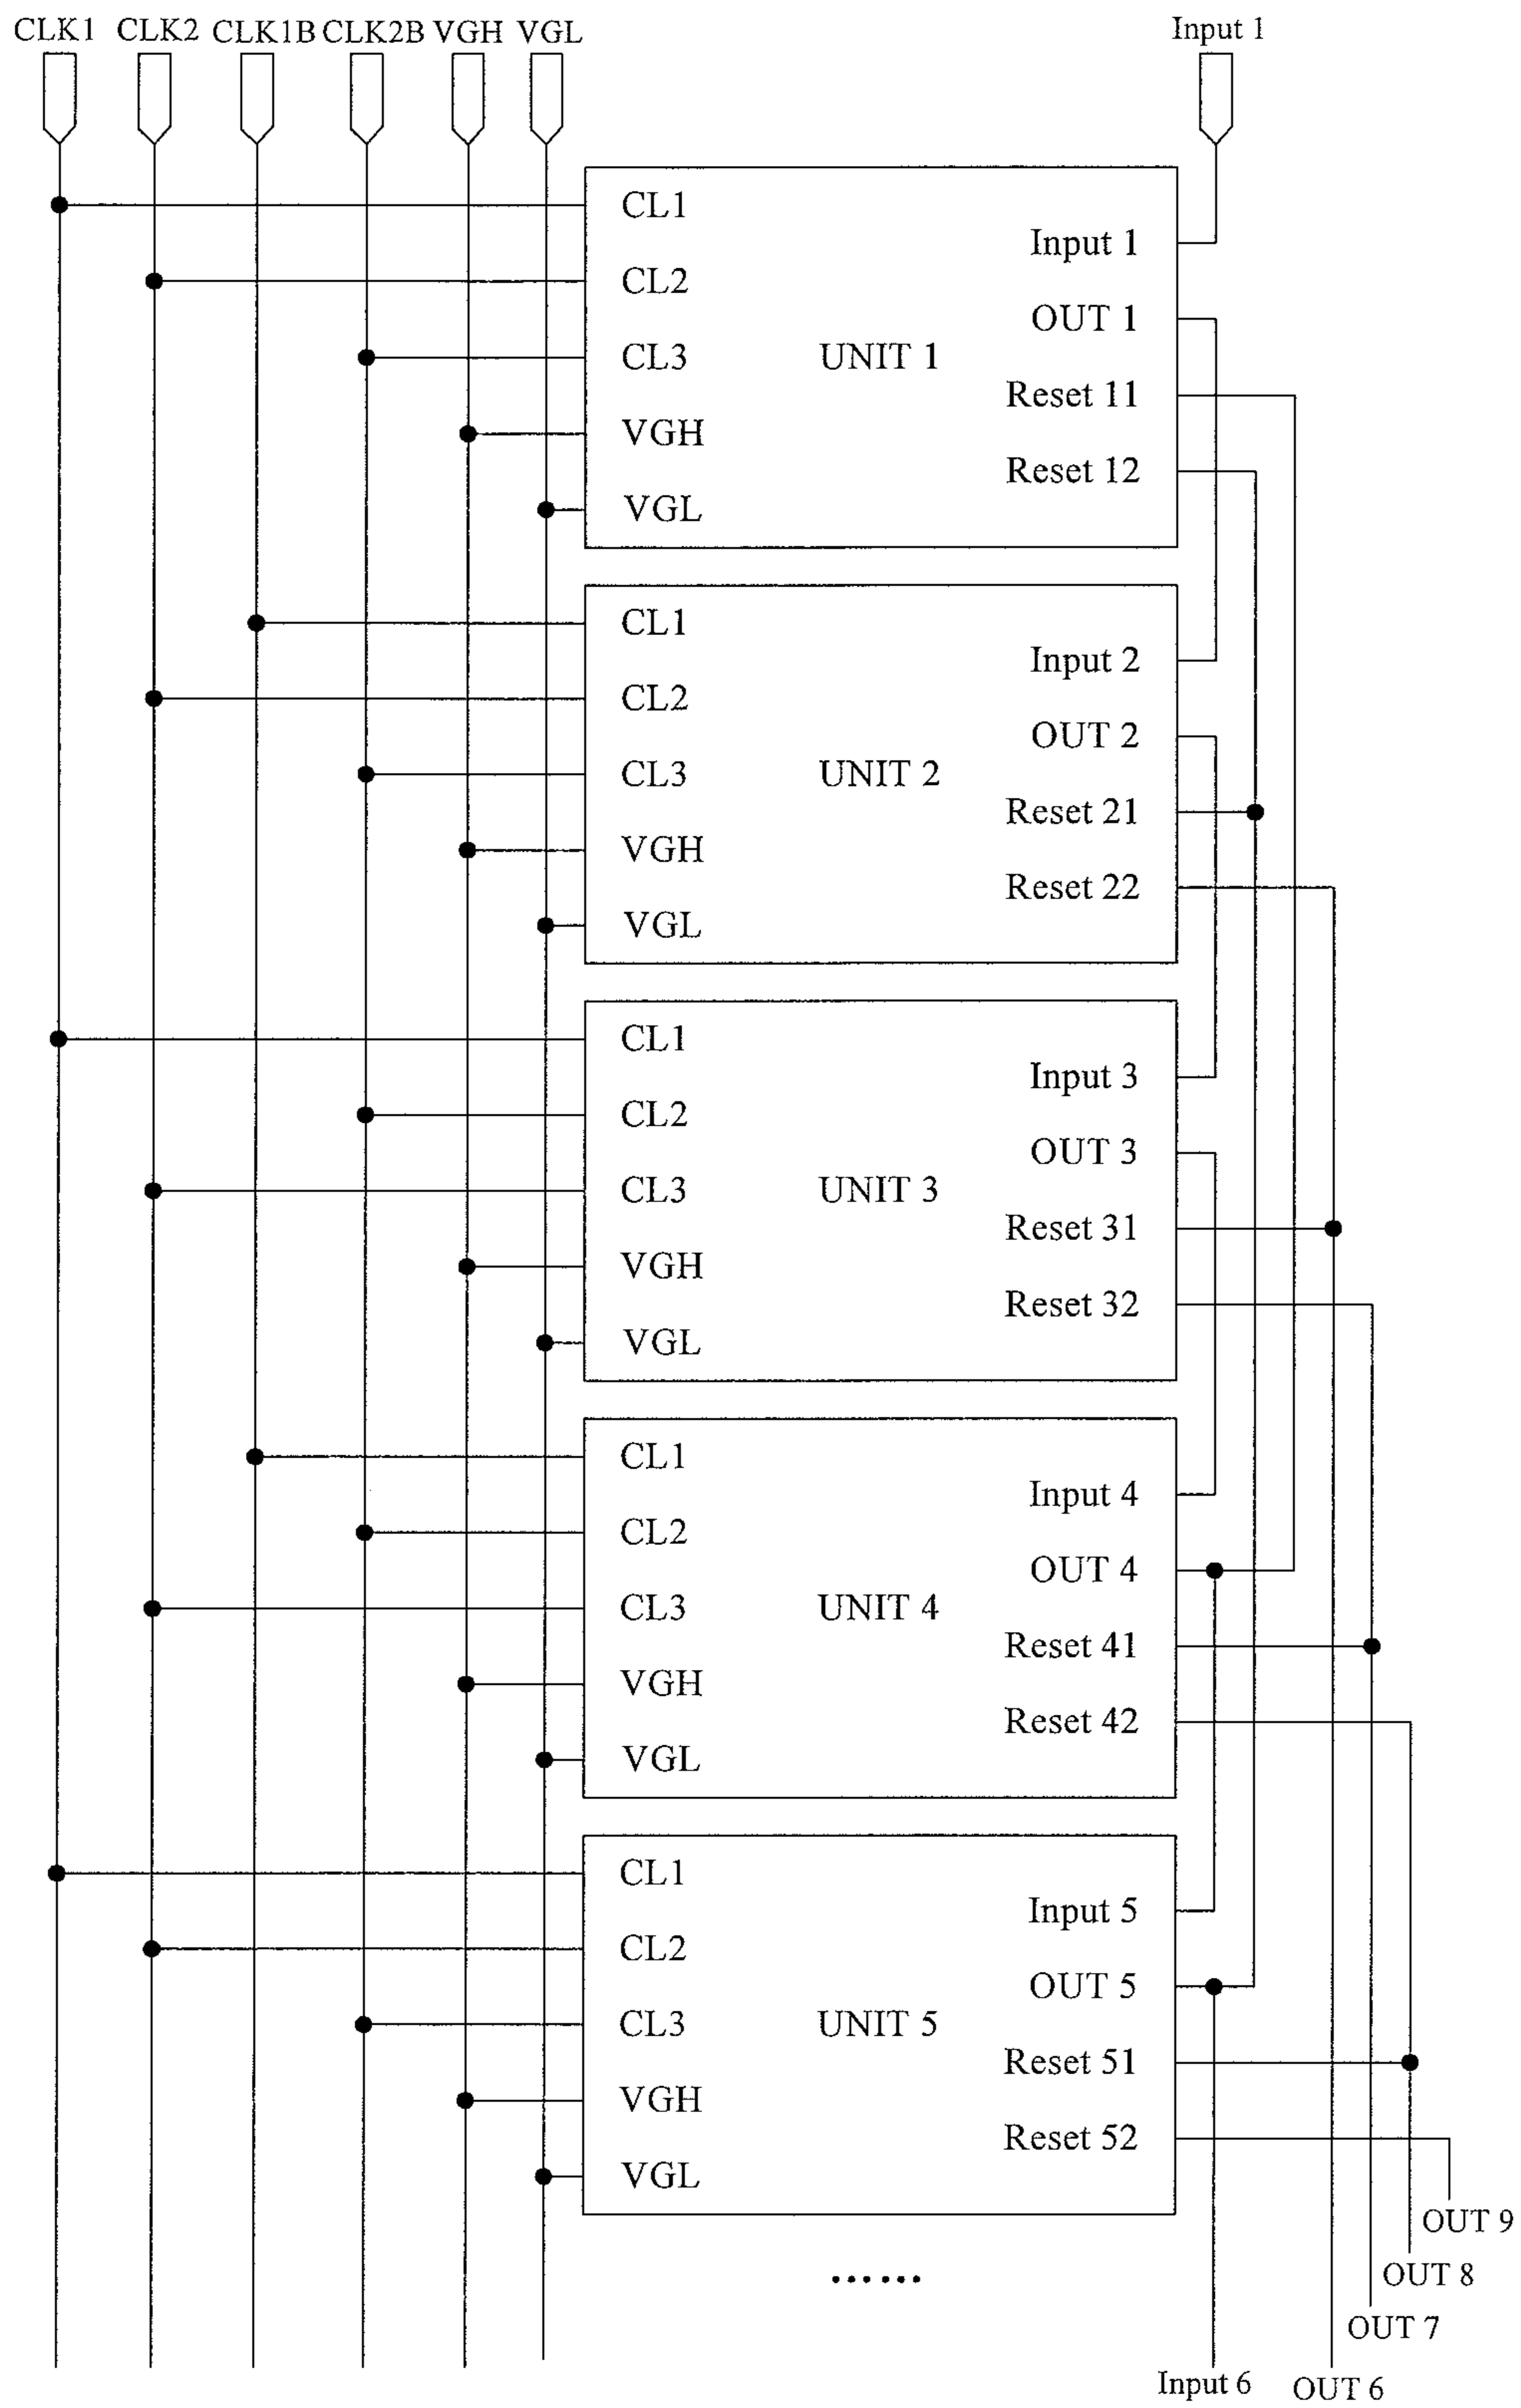 CLK1 CLK2 CLK1B CLK2B VGH VGL Input 1
CL1
Input 1
CL2
OUT 1
CL3 UNIT 1
Reset 11
VGH
Reset 12
VGL
CL1
Input 2
CL2
OUT 2
CL3 UNIT 2
Reset 21
VGH
Reset 22
VGL
CL1
Input 3
CL2
OUT 3
CL3 UNIT 3
Reset 31
VGH
Reset 32
VGL
CL1
Input 4
CL2
OUT 4
CL3 UNIT 4
Reset 41
VGH
Reset 42
VGL
CL1
Input 5
CL2
OUT 5
CL3 UNIT 5
Reset 51
VGH
Reset 52
VGL
OUT 9
......
OUT 8
OUT 7
Input 6
OUT 6